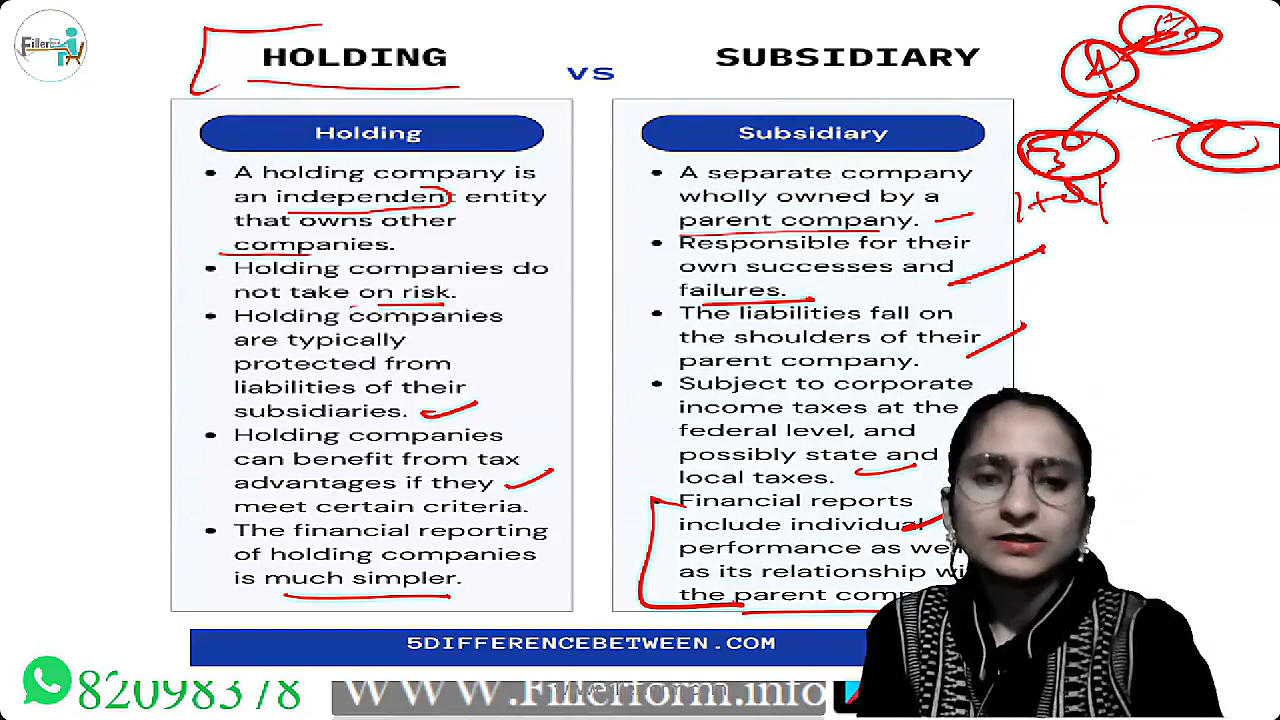 Filler
HOLDING
VS
SUBSIDIARY
A
Holding
• A holding company is
an independent entity
that owns other
companies.
• Holding companies do
not take on risk.
• Holding companies
are typically
protected from
liabilities of their
subsidiaries.
• Holding companies
can benefit from tax
advantages if they
meet certain criteria.
• The financial reporting
of holding companies
is much simpler.
Subsidiary
• A separate company
wholly owned by a
parent company.
• Responsible for their
own successes and
failures.
• The liabilities fall on
the shoulders of their
parent company.
• Subject to corporate
income taxes at the
federal level, and
possibly state and
local taxes.
• Financial reports
include individual
performance as well
as its relationship wi
the parent comp
5DIFFERENCEBETWEEN.COM
82098378
WWW.Fillerform.info